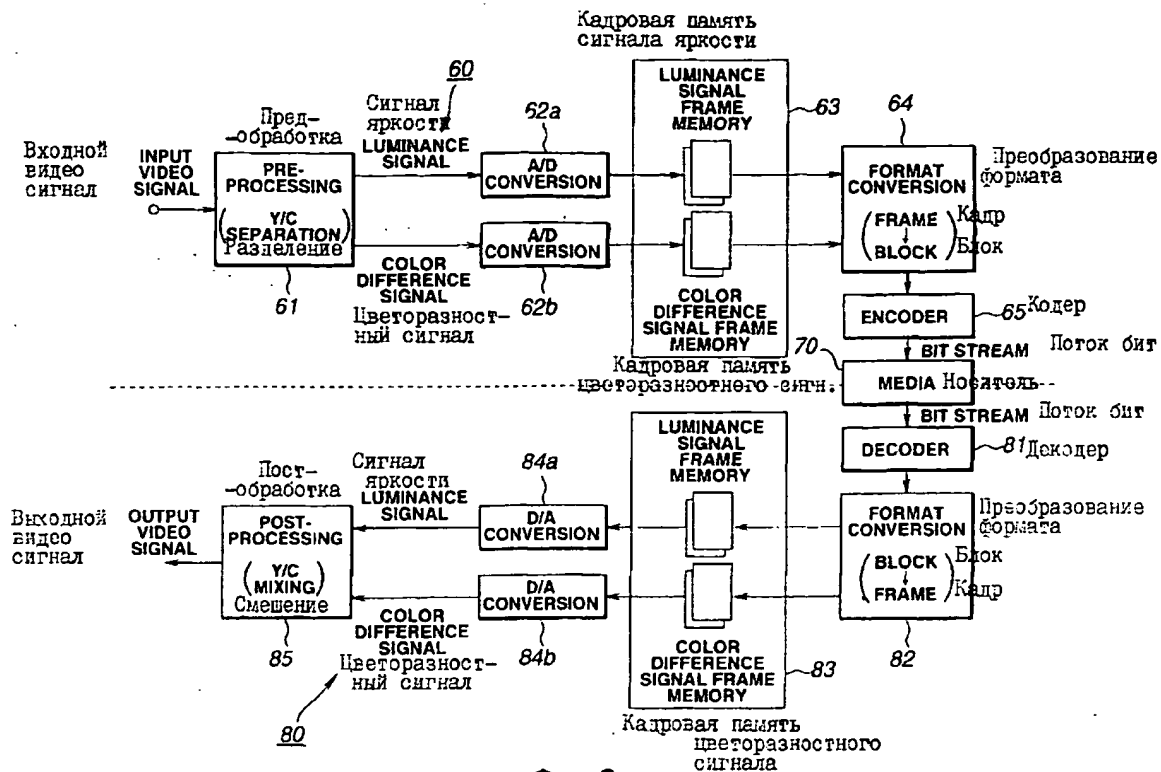 Кадровая память
сигнала яркости
60
Сигнал
яркости
LUMINANCE SIGNAL
62a
LUMINANCE
SIGNAL
FRAME
MEMORY
63
64
Пред-
-обработка
Входной
видео
сигнал
INPUT
VIDEO
SIGNAL
PRE-
PROCESSING
(Y/C
SEPARATION)
Разделение
61
A/D
CONVERSION
A/D
CONVERSION
62b
COLOR
DIFFERENCE
SIGNAL
Цветоразност-
ный сигнал
COLOR DIFFERENCE
SIGNAL FRAME
MEMORY
Кадровая память
цветоразностного сигн.
FORMAT
CONVERSION
(FRAME
↓
BLOCK)
Преобразование
формата
Кадр
Блок
ENCODER
65 Кодер
BIT STREAM Поток бит
70
MEDIA Носитель
BIT STREAM Поток бит
DECODER
81 Декодер
FORMAT
CONVERSION
(BLOCK
↓
FRAME)
Преобразование
формата
Блок
Кадр
82
LUMINANCE
SIGNAL
FRAME
MEMORY
COLOR
DIFFERENCE
SIGNAL FRAME
MEMORY
83
Кадровая память
цветоразностного
сигнала
84a
D/A
CONVERSION
D/A
CONVERSION
84b
Сигнал
яркости
LUMINANCE
SIGNAL
COLOR
DIFFERENCE
SIGNAL
Цветоразност-
ный сигнал
Пост-
-обработка
POST-
PROCESSING
(Y/C
MIXING)
Смешение
85
Выходной
видео
сигнал
OUTPUT
VIDEO
SIGNAL
80